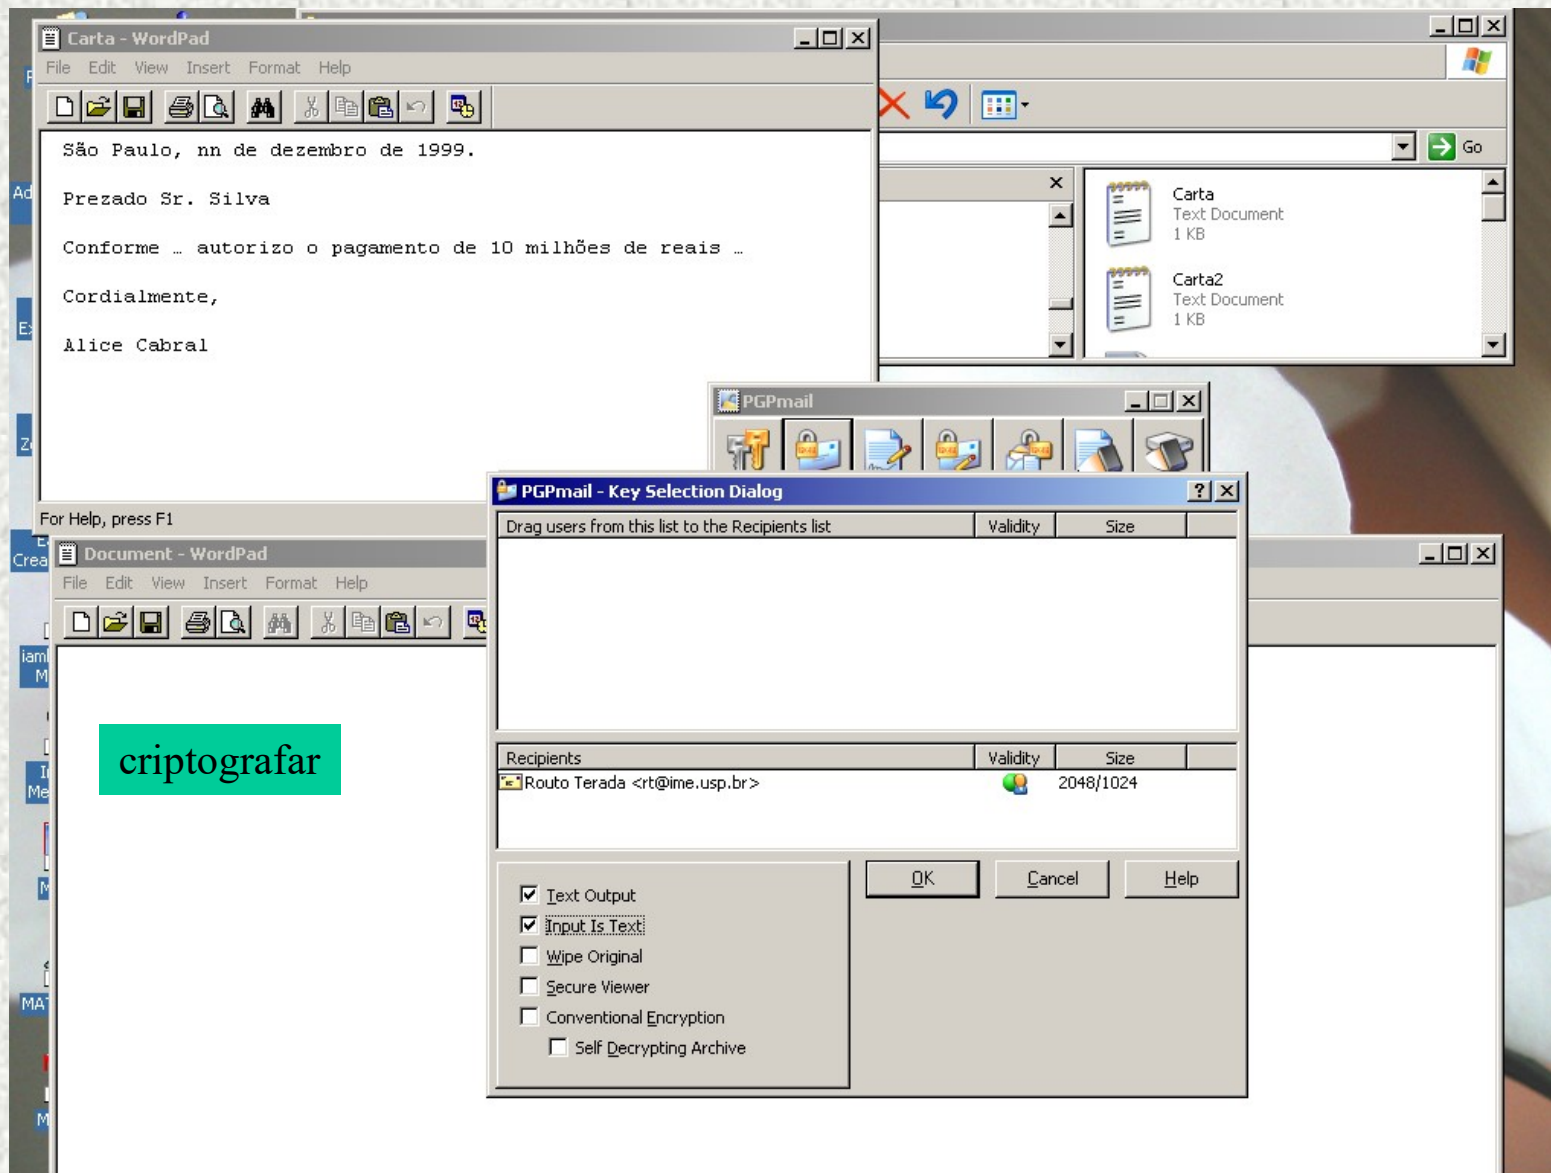 Carta - WordPad
File Edit View Insert Format Help
São Paulo, nn de dezembro de 1999.
Prezado Sr. Silva
Conforme … autorizo o pagamento de 10 milhões de reais …
Cordialmente,
Alice Cabral
For Help, press F1
Go
Carta
Text Document
1 KB
Carta2
Text Document
1 KB
PGPmail
PGPmail - Key Selection Dialog
Drag users from this list to the Recipients list Validity Size
Recipients Validity Size
Routo Terada <rt@ime.usp.br> 2048/1024
Text Output
Input Is Text
Wipe Original
Secure Viewer
Conventional Encryption
Self Decrypting Archive
OK Cancel Help
Document - WordPad
File Edit View Insert Format Help
criptografar